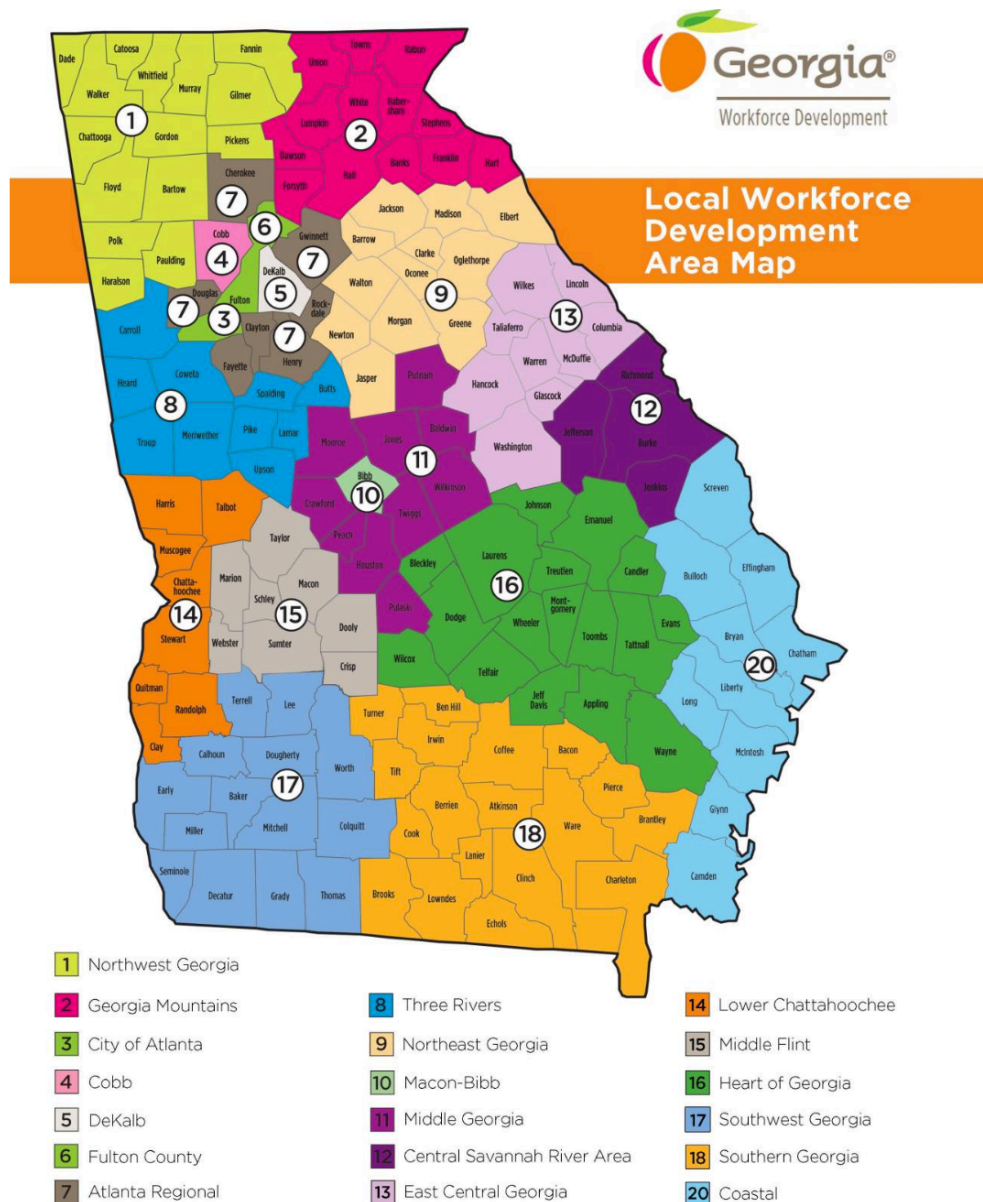 Georgia®
Workforce Development
Local Workforce
Development
Area Map
Dade
Catoosa
Fannin
Whitfield
Murray
Walker
Gilmer
1
Chattooga
Gordon
Pickens
Floyd
Bartow
Polk
Paulding
Haralson
Towns
Rabun
Union
White
Haber-
sham
Lumpkin
Stephens
2
Dawson
Banks
Franklin
Hart
Hall
Forsyth
Cherokee
7
6
Cobb
4
Gwinnett
7
DeKalb
5
Fulton
3
Douglas
7
Rock-
dale
Clayton
7
Henry
Fayette
Jackson
Madison
Elbert
Barrow
Clarke
Oglethorpe
Oconee
Walton
9
Morgan
Greene
Newton
Jasper
Wilkes
Lincoln
13
Taliaferro
Columbia
McDuffie
Warren
Hancock
Glascock
Washington
Richmond
12
Jefferson
Burke
Jenkins
Carroll
Heard
Coweta
8
Spalding
Butts
Troup
Meriwether
Pike
Lamar
Upson
Putnam
Monroe
Jones
Baldwin
11
Bibb
10
Wilkinson
Crawford
Twiggs
Peach
Houston
Pulaski
Harris
Talbot
Muscogee
Chatta-
hoochee
14
Stewart
Quitman
Randolph
Clay
Taylor
Marion
Macon
Schley
15
Dooly
Webster
Sumter
Crisp
Johnson
Emanuel
Laurens
Bleckley
Treutlen
Candler
16
Mont-
gomery
Dodge
Wheeler
Toombs
Evans
Tattnall
Wilcox
Telfair
Jeff
Davis
Appling
Wayne
Screven
Bulloch
Effingham
Bryan
Chatham
20
Liberty
Long
McIntosh
Glynn
Camden
Terrell
Lee
Calhoun
Dougherty
Worth
17
Early
Baker
Miller
Mitchell
Colquitt
Seminole
Decatur
Grady
Thomas
Turner
Ben Hill
Irwin
Coffee
Bacon
Tift
Pierce
Berrien
Atkinson
Brantley
Cook
18
Ware
Lanier
Clinch
Charleton
Brooks
Lowndes
Echols
1 Northwest Georgia
2 Georgia Mountains
3 City of Atlanta
4 Cobb
5 DeKalb
6 Fulton County
7 Atlanta Regional
8 Three Rivers
9 Northeast Georgia
10 Macon-Bibb
11 Middle Georgia
12 Central Savannah River Area
13 East Central Georgia
14 Lower Chattahoochee
15 Middle Flint
16 Heart of Georgia
17 Southwest Georgia
18 Southern Georgia
20 Coastal